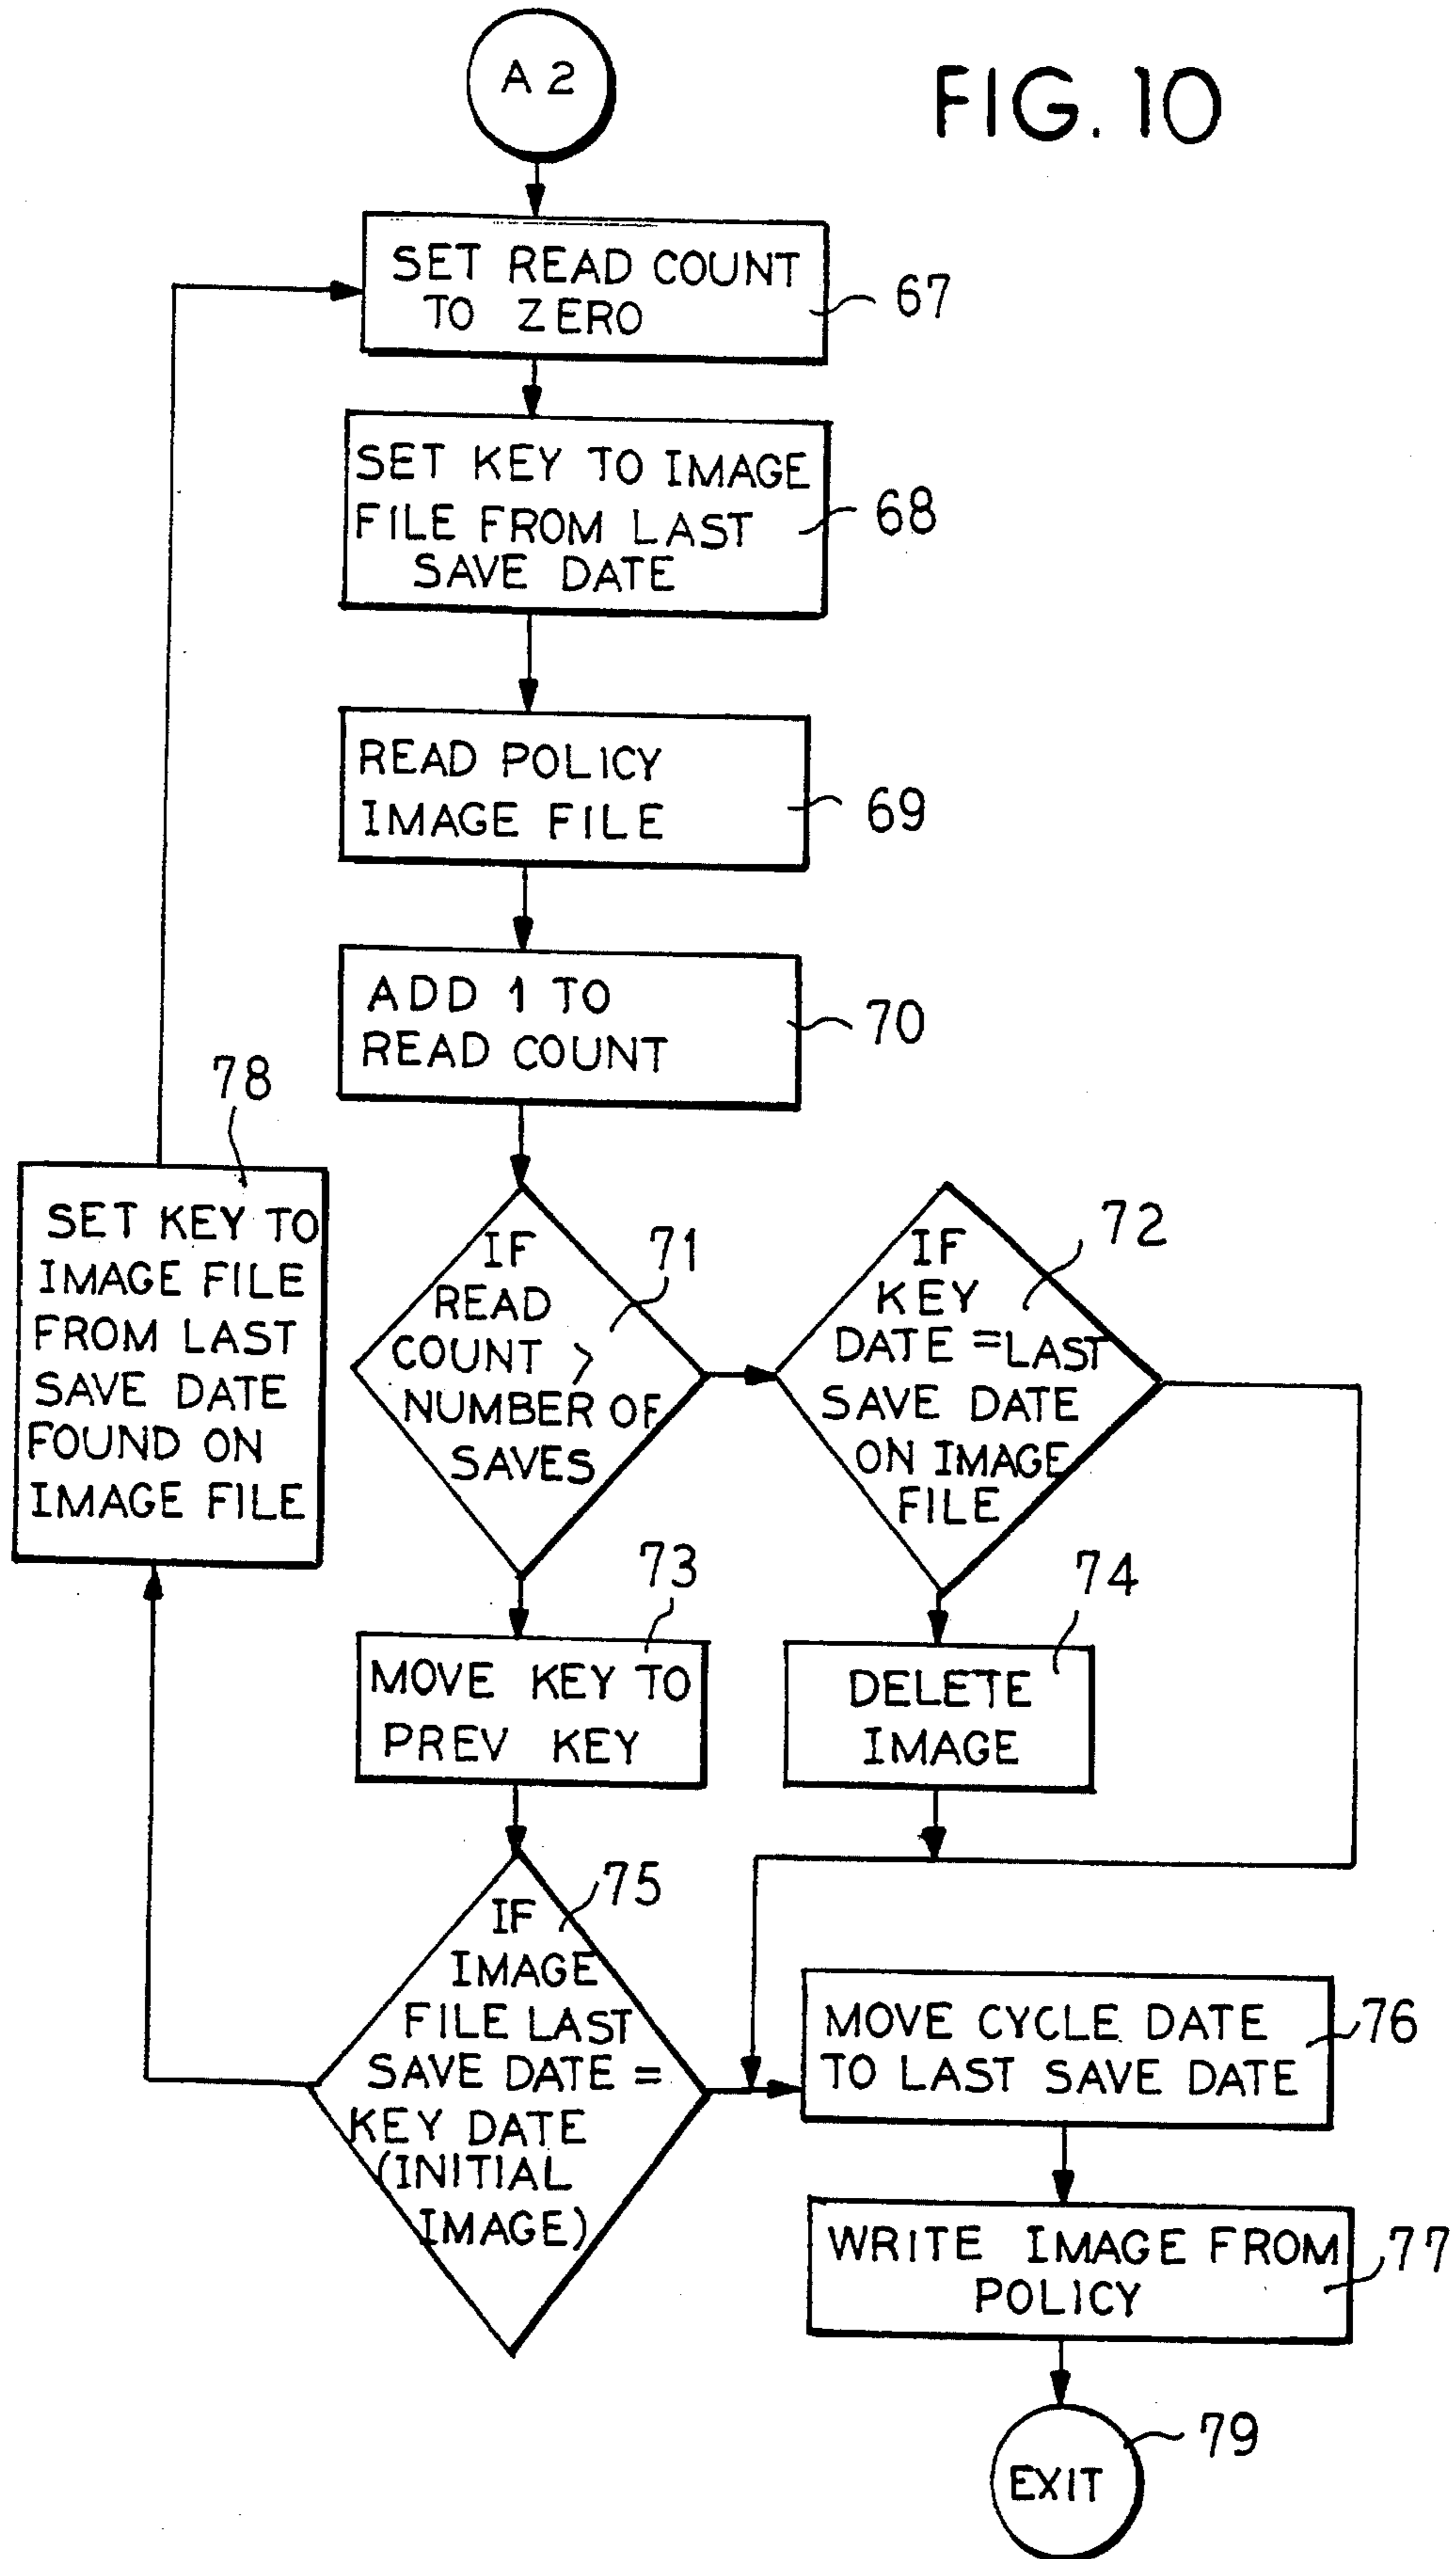 A 2
FIG. 10
SET READ COUNT
TO ZERO
67
SET KEY TO IMAGE
FILE FROM LAST
SAVE DATE
68
READ POLICY
IMAGE FILE
69
ADD 1 TO
READ COUNT
70
78
SET KEY TO
IMAGE FILE
FROM LAST
SAVE DATE
FOUND ON
IMAGE FILE
IF
READ
COUNT >
NUMBER OF
SAVES
71
IF
KEY
DATE = LAST
SAVE DATE
ON IMAGE
FILE
72
73
MOVE KEY TO
PREV KEY
74
DELETE
IMAGE
75
IF
IMAGE
FILE LAST
SAVE DATE =
KEY DATE
(INITIAL
IMAGE)
MOVE CYCLE DATE
TO LAST SAVE DATE
76
WRITE IMAGE FROM
POLICY
77
EXIT
79